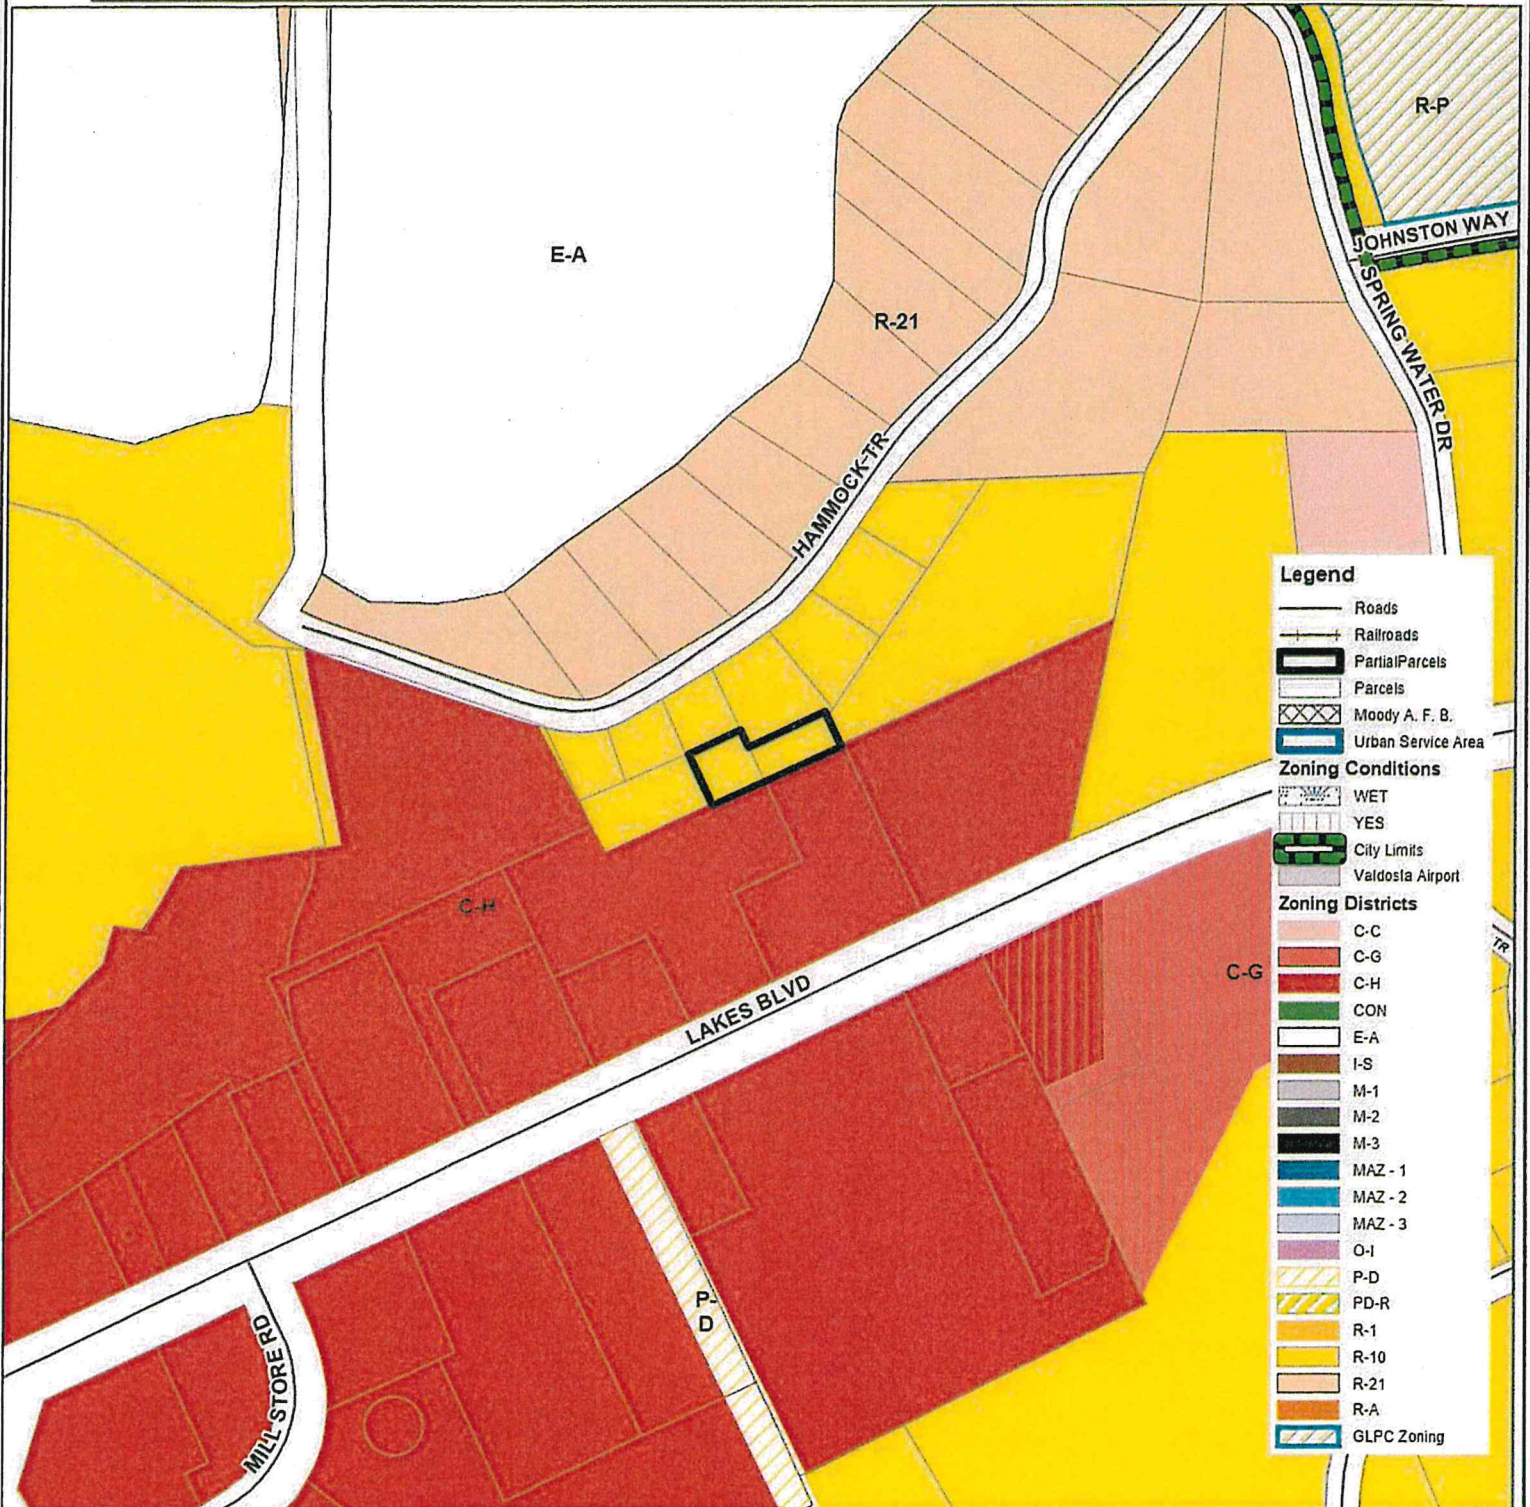 R-P
JOHNSTON WAY
E-A
SPRING WATER DR
R-21
HAMMOCK TR
C-H
C-G
TR
LAKES BLVD
P-
D
MILL STORE RD
Legend
Roads
Railroads
PartialParcels
Parcels
Moody A. F. B.
Urban Service Area
Zoning Conditions
WET
YES
City Limits
Valdosta Airport
Zoning Districts
C-C
C-G
C-H
CON
E-A
I-S
M-1
M-2
M-3
MAZ - 1
MAZ - 2
MAZ - 3
O-I
P-D
PD-R
R-1
R-10
R-21
R-A
GLPC Zoning